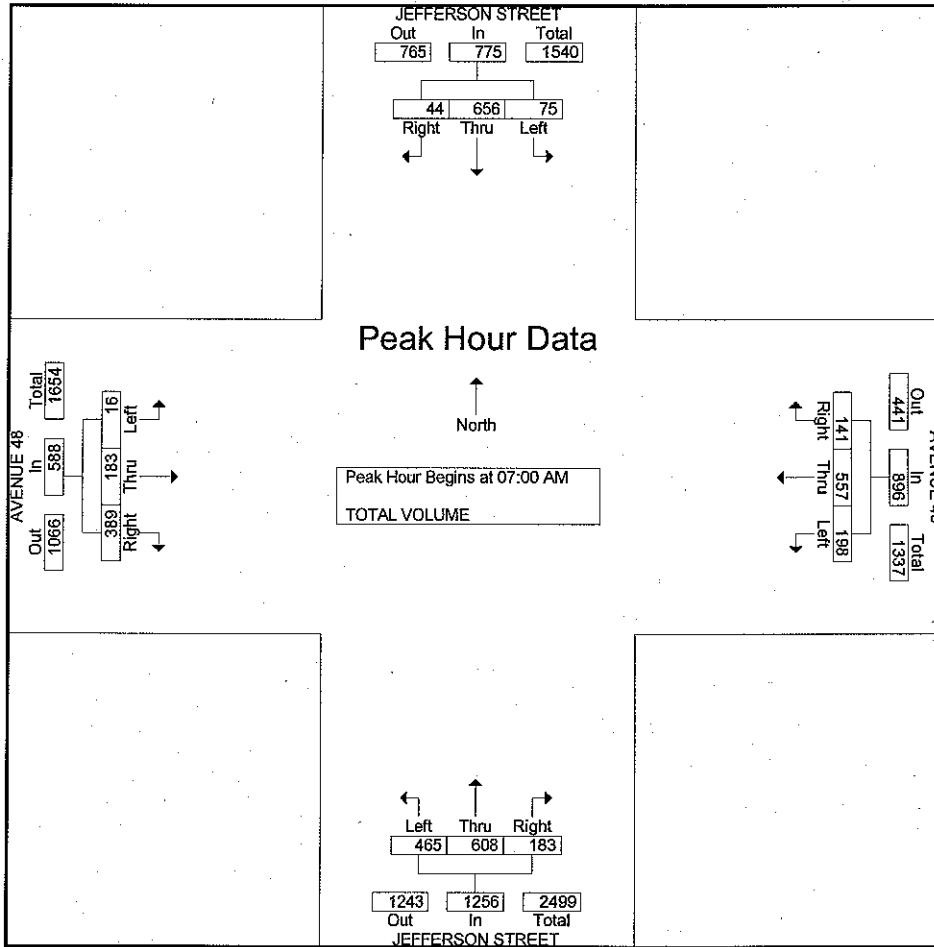 JEFFERSON STREET
Out In Total
765 775 1540
44 656 75
Right Thru Left
Peak Hour Data
North
Peak Hour Begins at 07:00 AM
TOTAL VOLUME
AVENUE 48
Total In Out
1654 588 1066
16 183 389
Left Thru Right
Right Thru Left
141 557 198
Out In Total
441 896 1337
Left Thru Right
465 608 183
1243 1256 2499
Out In Total
JEFFERSON STREET